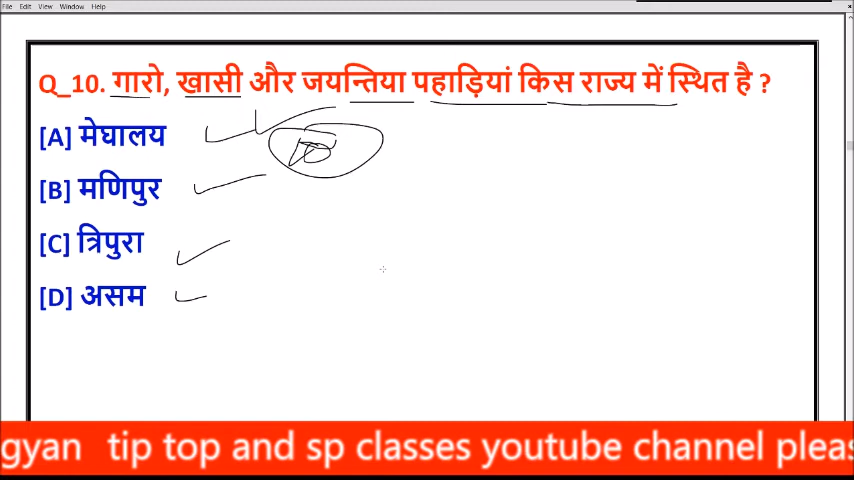 File Edit View Window Help
Q_10. गारो, खासी और जयन्तिया पहाड़ियां किस राज्य में स्थित है ?
[A] मेघालय
[B] मणिपुर
[C] त्रिपुरा
[D] असम
gyan tip top and sp classes youtube channel pleas